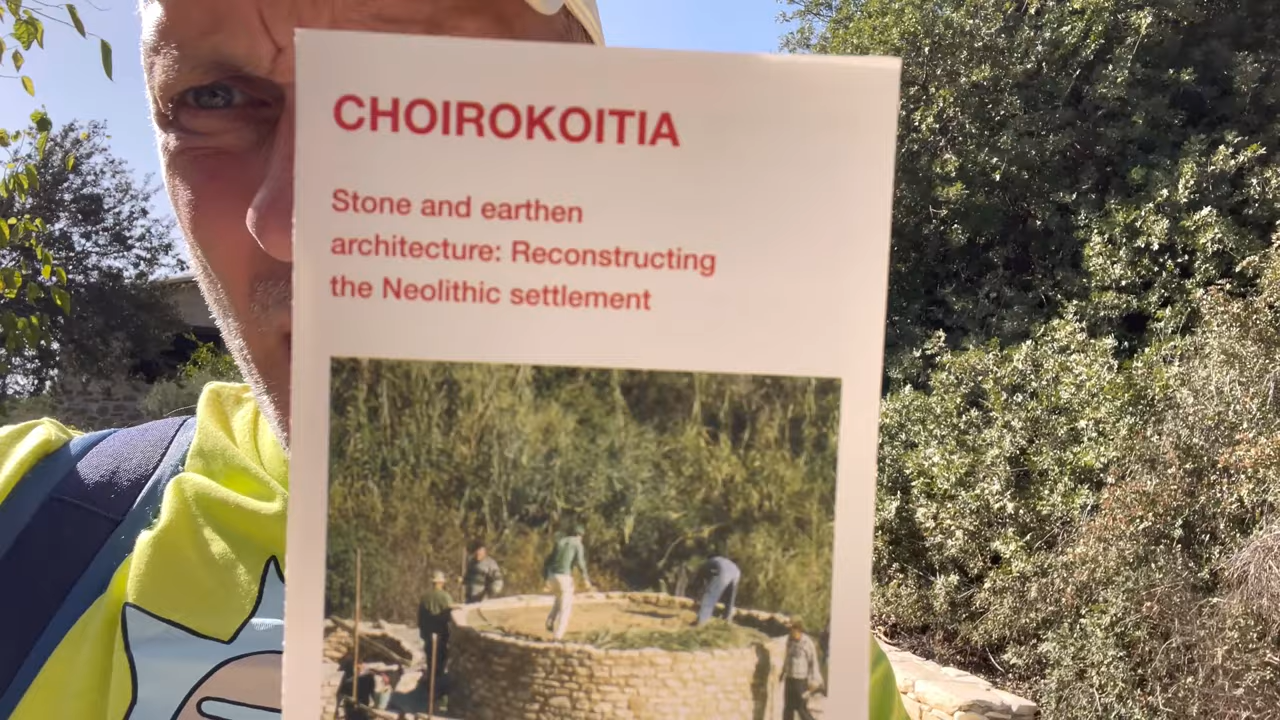 CHOIROKOITIA
Stone and earthen
architecture: Reconstructing
the Neolithic settlement